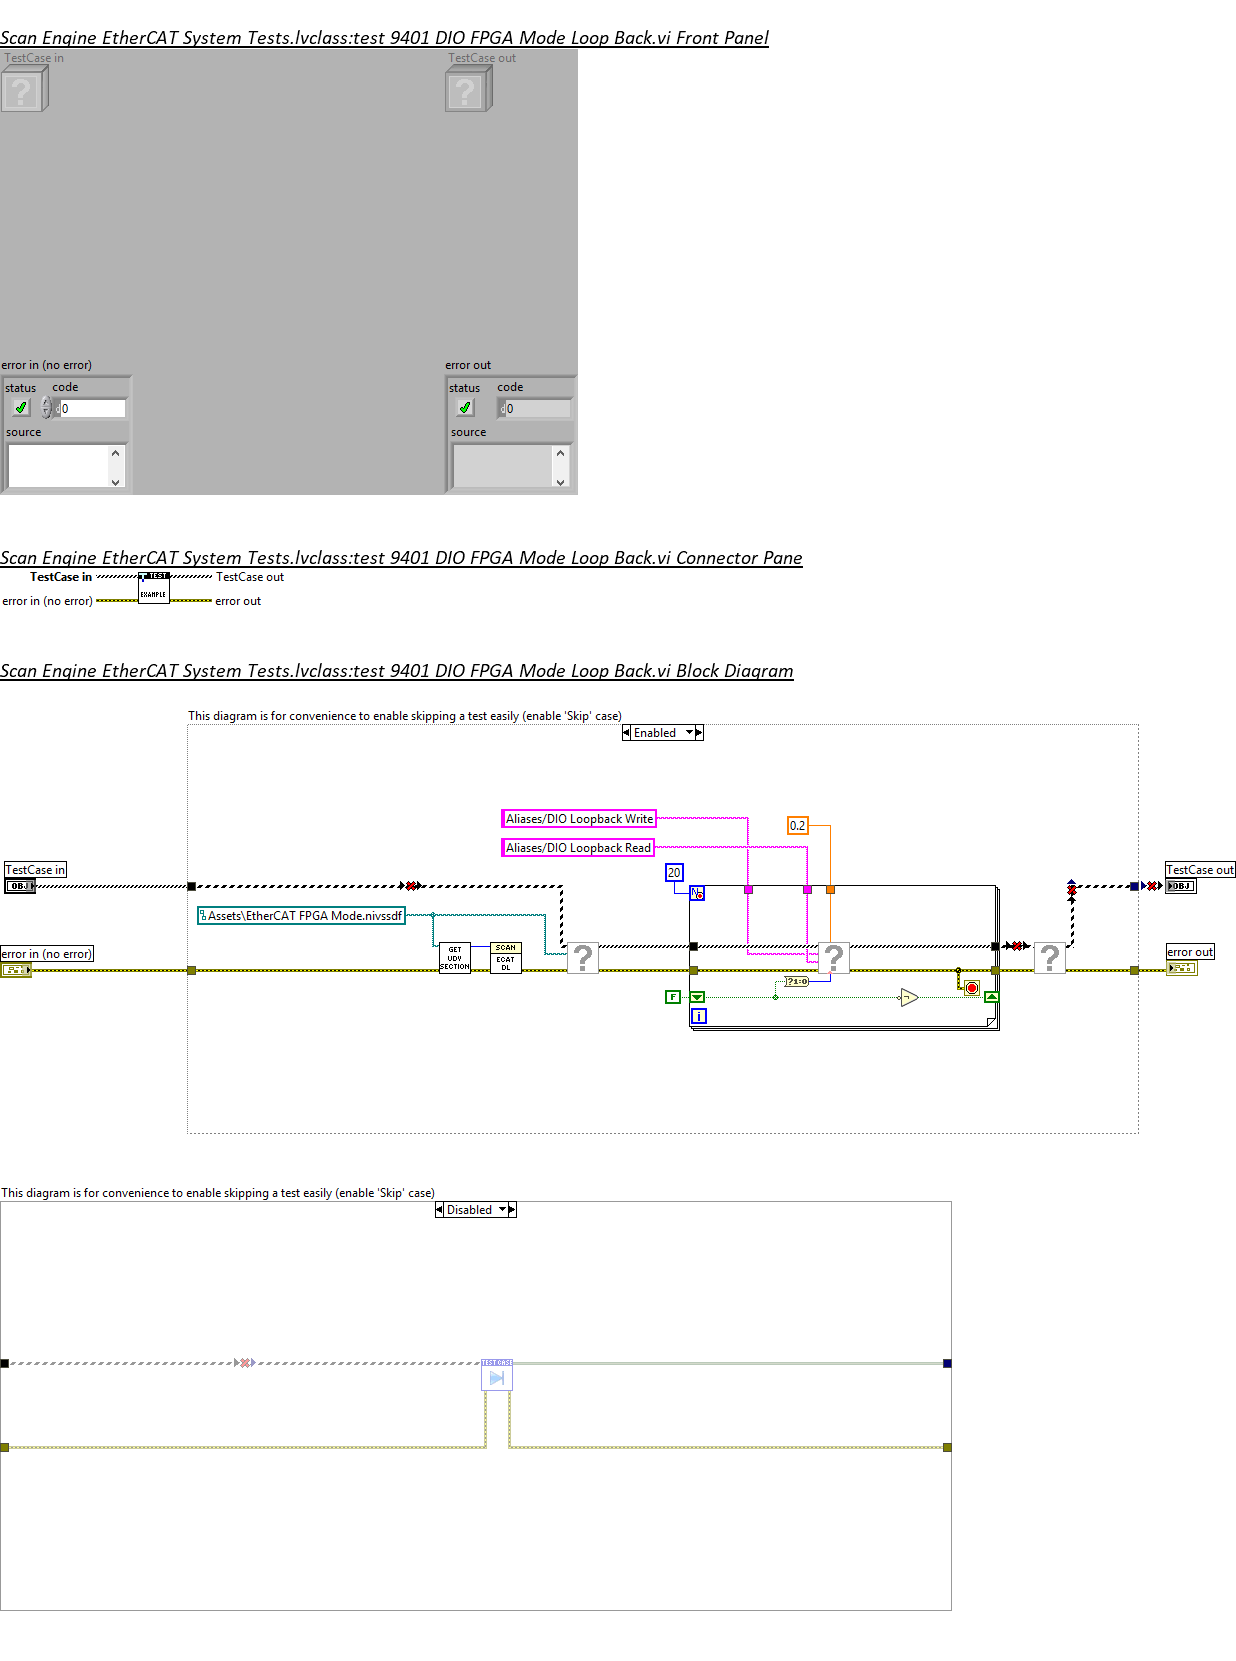 Scan Engine EtherCAT System Tests.lvclass:test 9401 DIO FPGA Mode Loop Back.vi Front Panel
TestCase in
TestCase out
?
?
error in (no error)
error out
status code
status code
d0
d0
source
source
Scan Engine EtherCAT System Tests.lvclass:test 9401 DIO FPGA Mode Loop Back.vi Connector Pane
TestCase in
TEST
TestCase out
error in (no error)
EXAMPLE
error out
Scan Engine EtherCAT System Tests.lvclass:test 9401 DIO FPGA Mode Loop Back.vi Block Diagram
This diagram is for convenience to enable skipping a test easily (enable 'Skip' case)
Enabled
Aliases/DIO Loopback Write
0.2
Aliases/DIO Loopback Read
TestCase in
20
TestCase out
OBJ
N
OBJ
Assets\EtherCAT FPGA Mode.nivssdf
error in (no error)
GET UDV SECTION
SCAN ECAT DL
?
?
?
error out
?1:0
F
i
This diagram is for convenience to enable skipping a test easily (enable 'Skip' case)
Disabled
TEST CASE